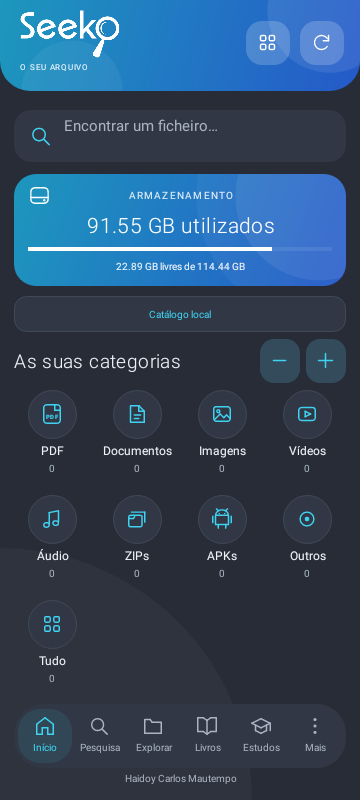 Seeko
O SEU ARQUIVO
Encontrar um ficheiro...
ARMAZENAMENTO
91.55 GB utilizados
22.89 GB livres de 114.44 GB
Catálogo local
As suas categorias
PDF
PDF Documentos Imagens Vídeos
0 0 0 0
Áudio ZIPs APKs Outros
0 0 0 0
Tudo
0
Início Pesquisa Explorar Livros Estudos Mais
Haidoy Carlos Mautempo